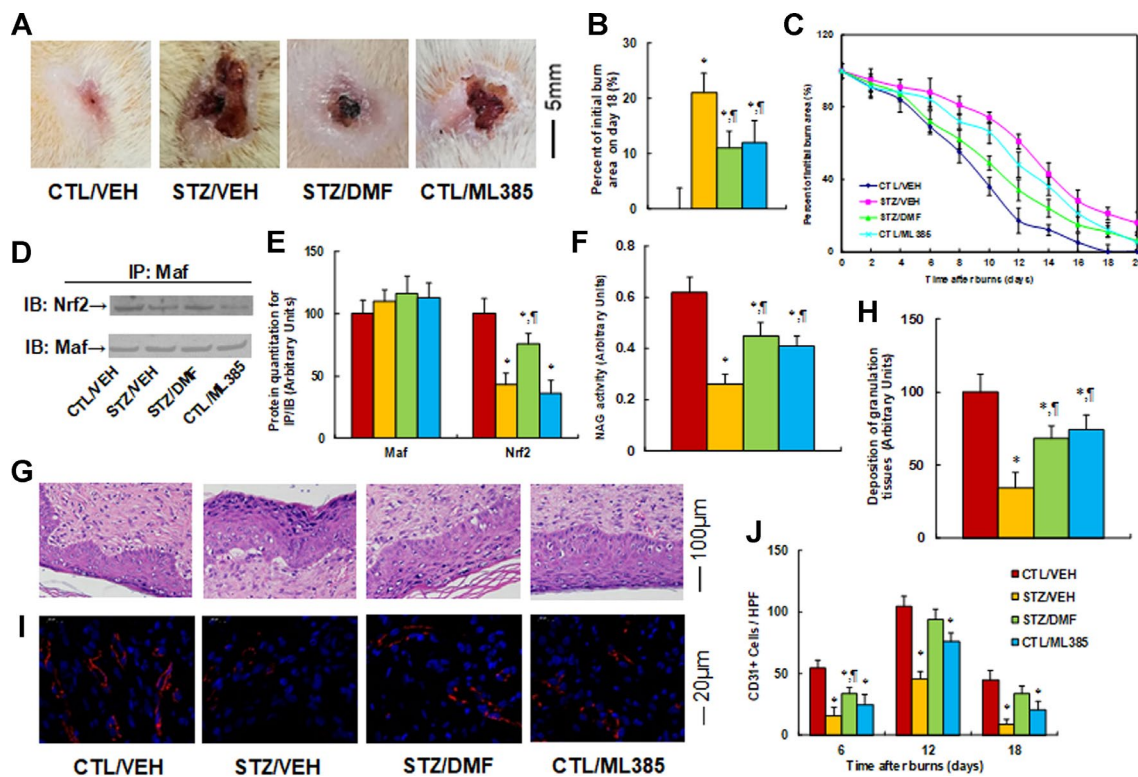 A
CTL/VEH
STZ/VEH
STZ/DMF
CTL/ML385
5mm
B
Percent of initial burn
area on day 18 (%)
30
20
10
0
*
*,¶
*,¶
C
Percent of initial burn area (%)
120
80
40
0
CTL/VEH
STZ/VEH
STZ/DMF
CTL/ML385
0 2 4 6 8 10 12 14 16 18 20
Time after burns (days)
D
IP: Maf
IB: Nrf2→
IB: Maf→
CTL/VEH
STZ/VEH
STZ/DMF
CTL/ML385
E
Protein quantitation for
IP/IB (Arbitrary Units)
150
100
50
0
*
*,¶
*
Maf Nrf2
F
NAG activity (Arbitrary Units)
0.8
0.6
0.4
0.2
0
*
*,¶
*,¶
G
100μm
H
Deposition of granulation
tissues (Arbitrary Units)
150
100
50
0
*
*,¶
*,¶
I
20μm
CTL/VEH
STZ/VEH
STZ/DMF
CTL/ML385
J
CD31+ Cells / HPF
150
100
50
0
*
*,¶
*
*
*
*
*
CTL/VEH
STZ/VEH
STZ/DMF
CTL/ML385
6 12 18
Time after burns (days)